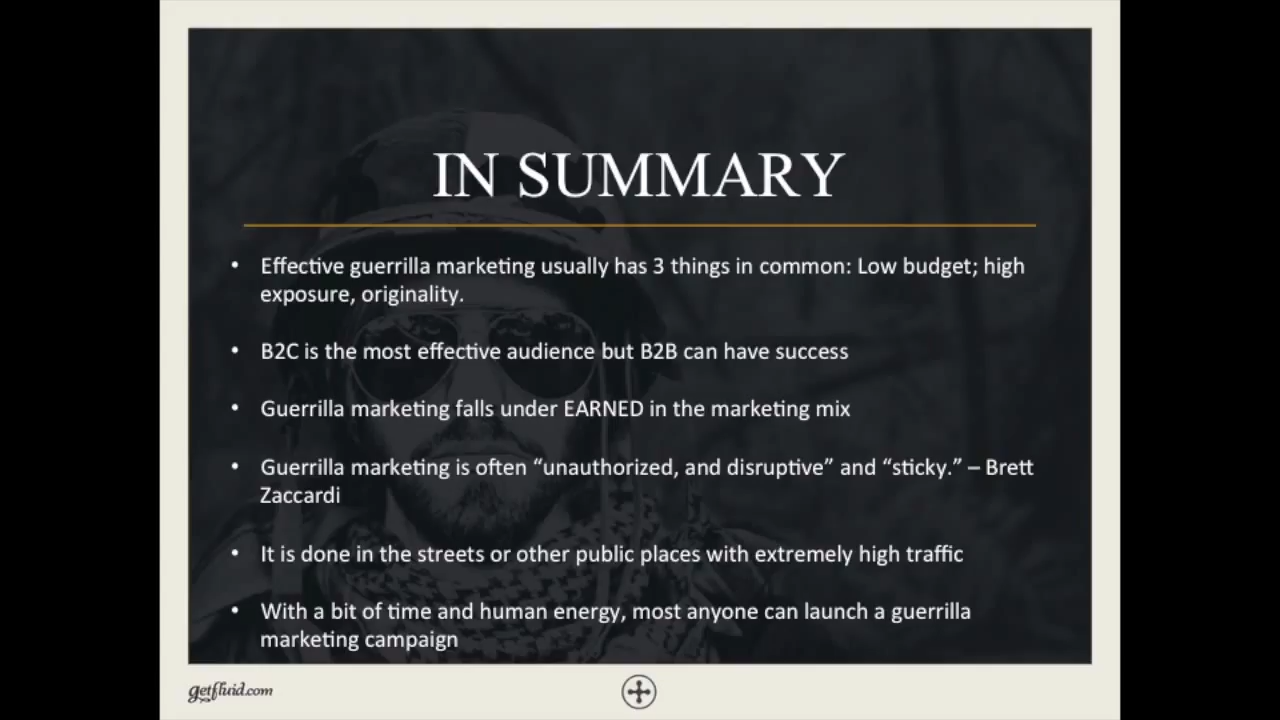 IN SUMMARY
• Effective guerrilla marketing usually has 3 things in common: Low budget; high
exposure, originality.
• B2C is the most effective audience but B2B can have success
• Guerrilla marketing falls under EARNED in the marketing mix
• Guerrilla marketing is often “unauthorized, and disruptive” and “sticky.” – Brett
Zaccardi
• It is done in the streets or other public places with extremely high traffic
• With a bit of time and human energy, most anyone can launch a guerrilla
marketing campaign
getfluid.com